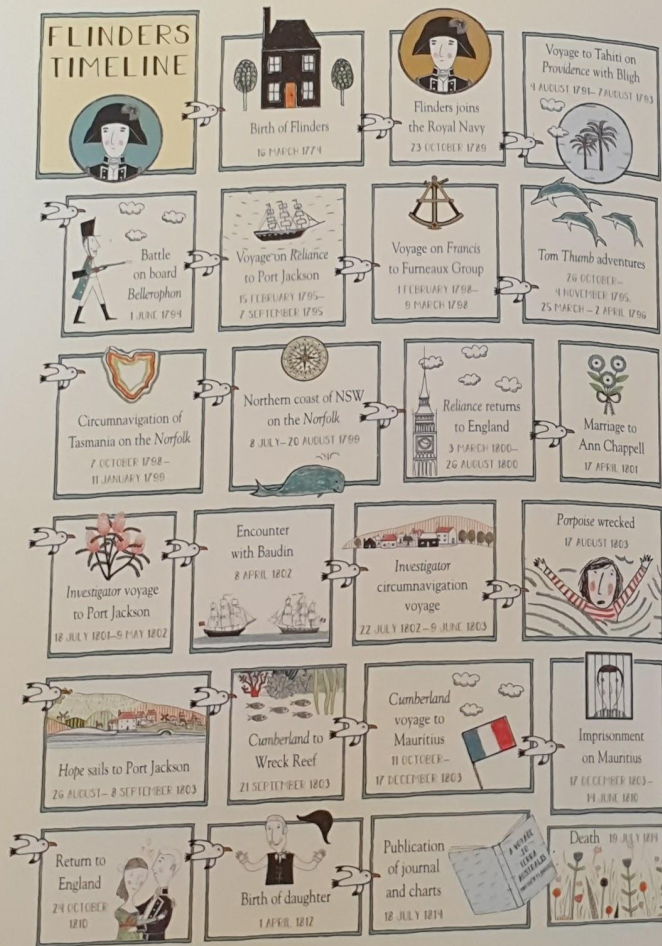 FLINDERS
TIMELINE
Birth of Flinders
16 MARCH 1774
Flinders joins
the Royal Navy
23 OCTOBER 1789
Voyage to Tahiti on
Providence with Bligh
4 AUGUST 1791– 7 AUGUST 1793
Battle
on board
Bellerophon
1 JUNE 1794
Voyage on Reliance
to Port Jackson
15 FEBRUARY 1795–
7 SEPTEMBER 1795
Voyage on Francis
to Furneaux Group
1 FEBRUARY 1798–
9 MARCH 1798
Tom Thumb adventures
26 OCTOBER–
4 NOVEMBER 1795
25 MARCH – 2 APRIL 1796
Circumnavigation of
Tasmania on the Norfolk
7 OCTOBER 1798–
11 JANUARY 1799
Northern coast of NSW
on the Norfolk
8 JULY–20 AUGUST 1799
Reliance returns
to England
3 MARCH 1800–
26 AUGUST 1800
Marriage to
Ann Chappell
17 APRIL 1801
Investigator voyage
to Port Jackson
18 JULY 1801–9 MAY 1802
Encounter
with Baudin
8 APRIL 1802
Investigator
circumnavigation
voyage
22 JULY 1802–9 JUNE 1803
Porpoise wrecked
17 AUGUST 1803
Hope sails to Port Jackson
26 AUGUST– 8 SEPTEMBER 1803
Cumberland to
Wreck Reef
21 SEPTEMBER 1803
Cumberland
voyage to
Mauritius
11 OCTOBER–
17 DECEMBER 1803
Imprisonment
on Mauritius
17 DECEMBER 1803–
14 JUNE 1810
Return to
England
24 OCTOBER
1810
Birth of daughter
1 APRIL 1812
Publication
of journal
and charts
18 JULY 1814
A VOYAGE
TO
TERRA
AUSTRALIS
Death 19 JULY 1814